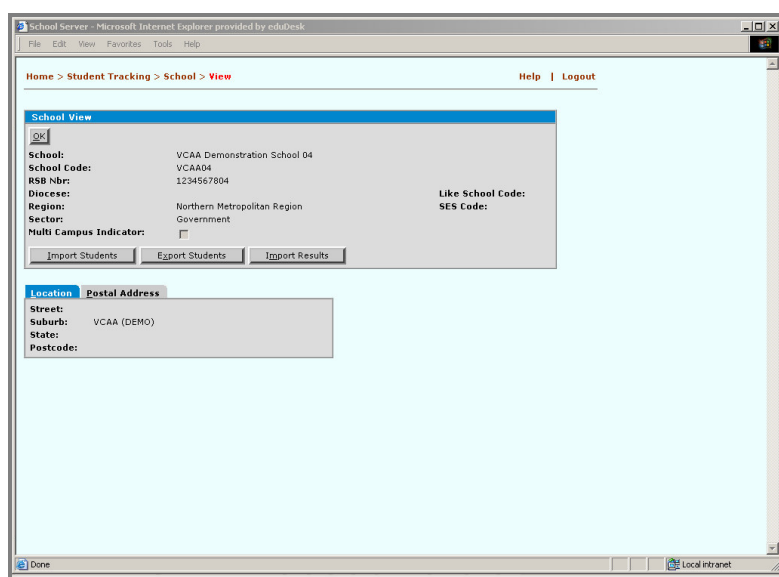 School Server - Microsoft Internet Explorer provided by eduDesk
File Edit View Favorites Tools Help
Home > Student Tracking > School > View Help | Logout
School View
OK
School: VCAA Demonstration School 04
School Code: VCAA04
RSB Nbr: 1234567804
Diocese: Like School Code:
Region: Northern Metropolitan Region SES Code:
Sector: Government
Multi Campus Indicator:
Import Students Export Students Import Results
Location Postal Address
Street:
Suburb: VCAA (DEMO)
State:
Postcode:
Done Local intranet